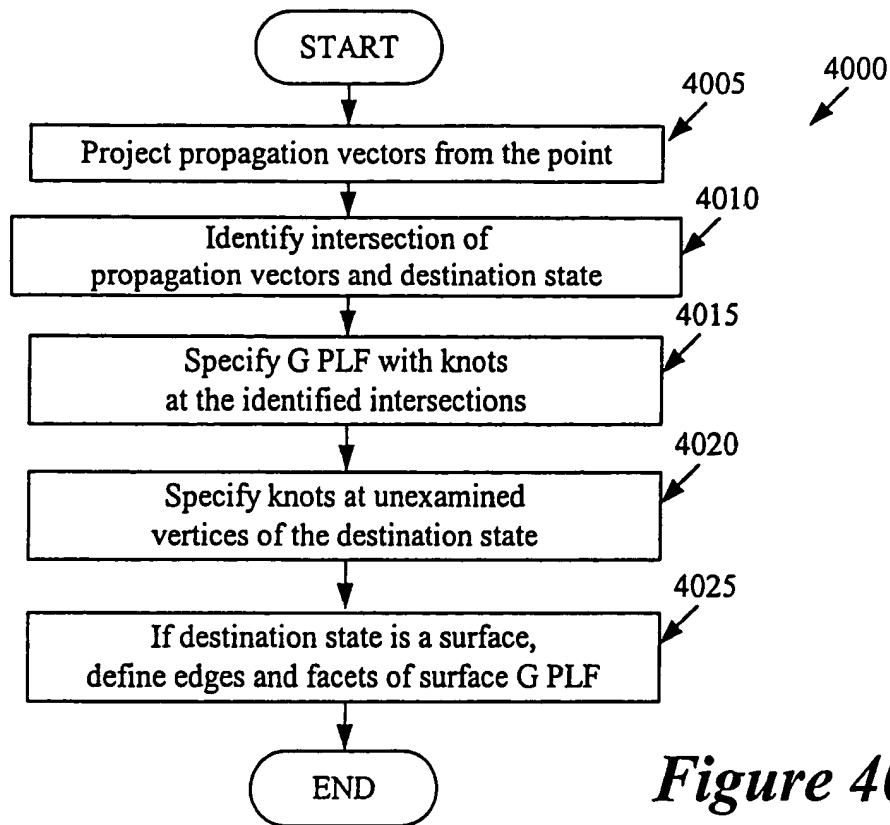 START
4000
4005
Project propagation vectors from the point
4010
Identify intersection of
propagation vectors and destination state
4015
Specify G PLF with knots
at the identified intersections
4020
Specify knots at unexamined
vertices of the destination state
4025
If destination state is a surface,
define edges and facets of surface G PLF
END
Figure 40